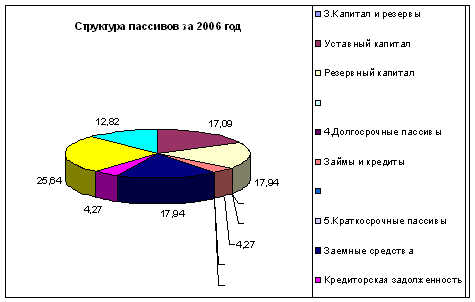 Структура пассивов за 2006 год
12,82
17,09
25,64
17,94
4,27
17,94
4,27
3.Капитал и резервы
Уставный капитал
Резервный капитал
4.Долгосрочные пассивы
Займы и кредиты
5.Краткосрочные пассивы
Заемные средства
Кредиторская задолженность